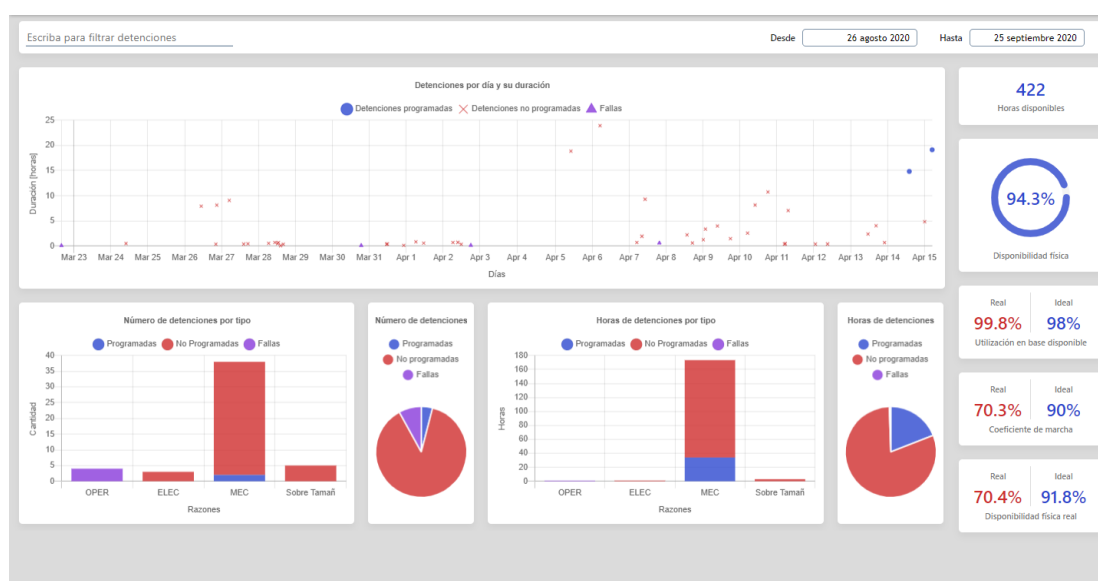 Escriba para filtrar detenciones
Desde 26 agosto 2020 Hasta 25 septiembre 2020
Detenciones por día y su duración
Detenciones programadas Detenciones no programadas Fallas
Duración [horas]
25
20
15
10
5
0
Mar 23 Mar 24 Mar 25 Mar 26 Mar 27 Mar 28 Mar 29 Mar 30 Mar 31 Apr 1 Apr 2 Apr 3 Apr 4 Apr 5 Apr 6 Apr 7 Apr 8 Apr 9 Apr 10 Apr 11 Apr 12 Apr 13 Apr 14 Apr 15
Días
422
Horas disponibles
94.3%
Disponibilidad física
Real Ideal
99.8% 98%
Utilización en base disponible
Real Ideal
70.3% 90%
Coeficiente de marcha
Real Ideal
70.4% 91.8%
Disponibilidad física real
Número de detenciones por tipo
Programadas No Programadas Fallas
Cantidad
40
35
30
25
20
15
10
5
0
OPER ELEC MEC Sobre Tamañ
Razones
Número de detenciones
Programadas
No programadas
Fallas
Horas de detenciones por tipo
Programadas No Programadas Fallas
Horas
180
160
140
120
100
80
60
40
20
0
OPER ELEC MEC Sobre Tamañ
Razones
Horas de detenciones
Programadas
No programadas
Fallas